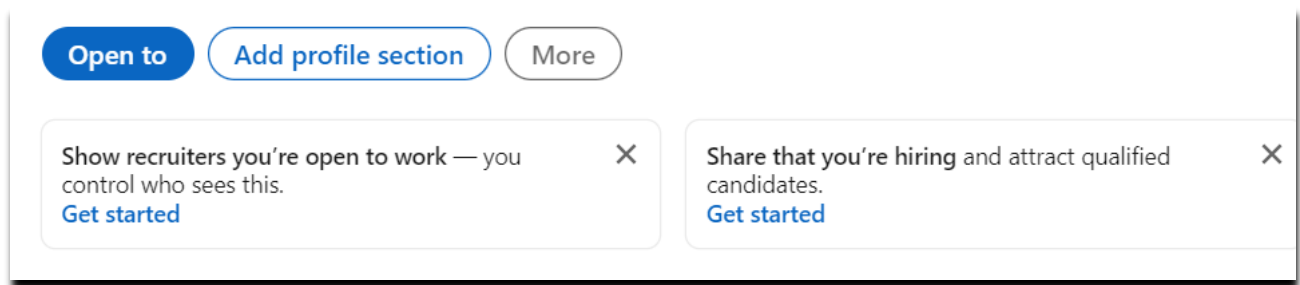 Open to
Add profile section
More
Show recruiters you’re open to work — you
control who sees this.
Get started
Share that you’re hiring and attract qualified
candidates.
Get started